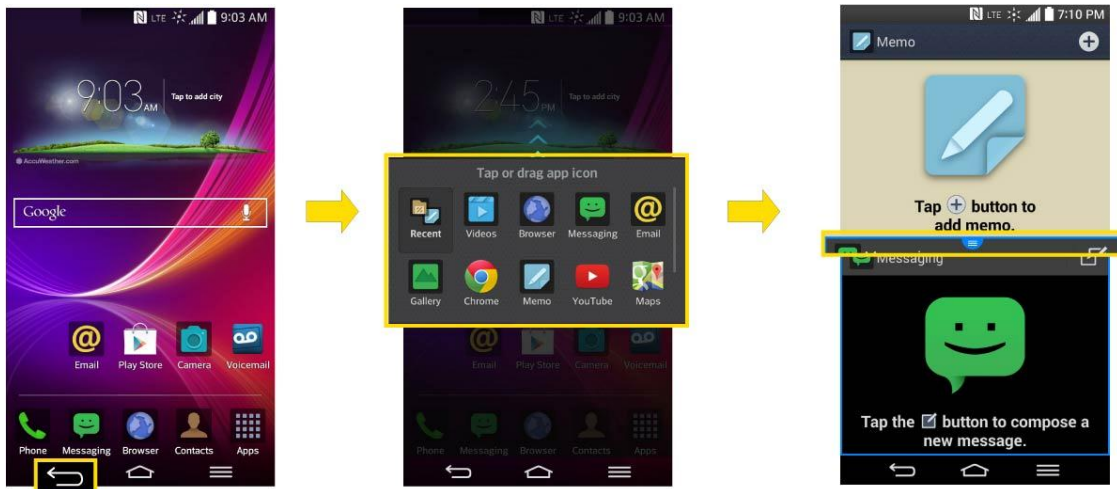 LTE 9:03 AM
9:03 AM Tap to add city
AccuWeather.com
Google
Email Play Store Camera Voicemail
Phone Messaging Browser Contacts Apps
LTE 9:03 AM
2:45 PM Tap to add city
Tap or drag app icon
Recent Videos Browser Messaging Email
Gallery Chrome Memo YouTube Maps
Email Play Store Camera Voicemail
Phone Messaging Browser Contacts Apps
LTE 7:10 PM
Memo
Tap + button to
add memo.
Messaging
Tap the button to compose a
new message.